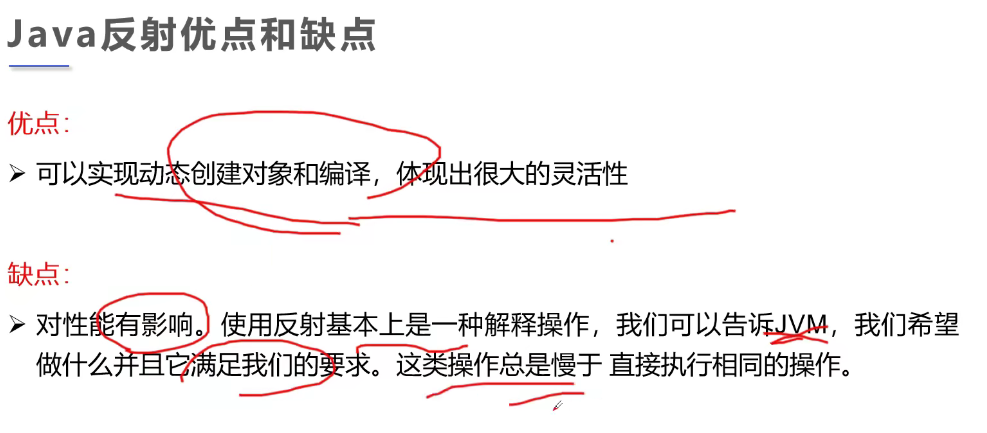 Java反射优点和缺点
优点：
➢ 可以实现动态创建对象和编译，体现出很大的灵活性
缺点：
➢ 对性能有影响。使用反射基本上是一种解释操作，我们可以告诉JVM，我们希望
做什么并且它满足我们的要求。这类操作总是慢于 直接执行相同的操作。